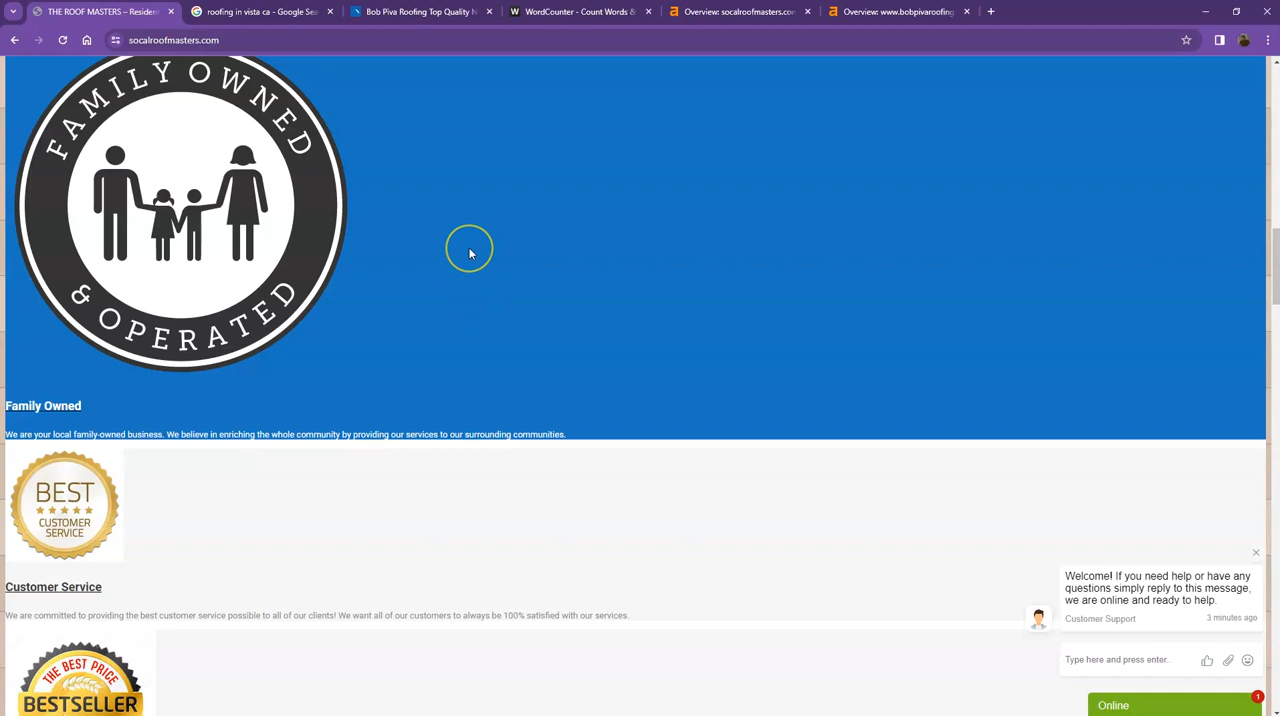 THE ROOF MASTERS – Residen
roofing in vista ca - Google Sea
Bob Piva Roofing Top Quality N
WordCounter - Count Words &
Overview: socalroofmasters.com
Overview: www.bobpivaroofing
socalroofmasters.com
FAMILY OWNED
& OPERATED
Family Owned
We are your local family-owned business. We believe in enriching the whole community by providing our services to our surrounding communities.
BEST
CUSTOMER
SERVICE
Customer Service
We are committed to providing the best customer service possible to all of our clients! We want all of our customers to always be 100% satisfied with our services.
THE BEST PRICE
BESTSELLER
Welcome! If you need help or have any
questions simply reply to this message,
we are online and ready to help.
Customer Support
3 minutes ago
Type here and press enter..
Online
1